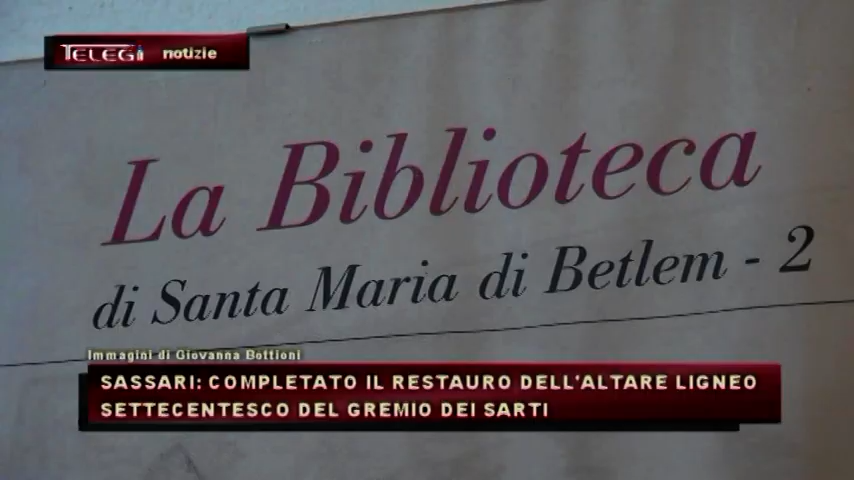 TELEGI notizie
La Biblioteca
di Santa Maria di Betlem - 2
Immagini di Giovanna Bottioni
SASSARI: COMPLETATO IL RESTAURO DELL'ALTARE LIGNEO
SETTECENTESCO DEL GREMIO DEI SARTI